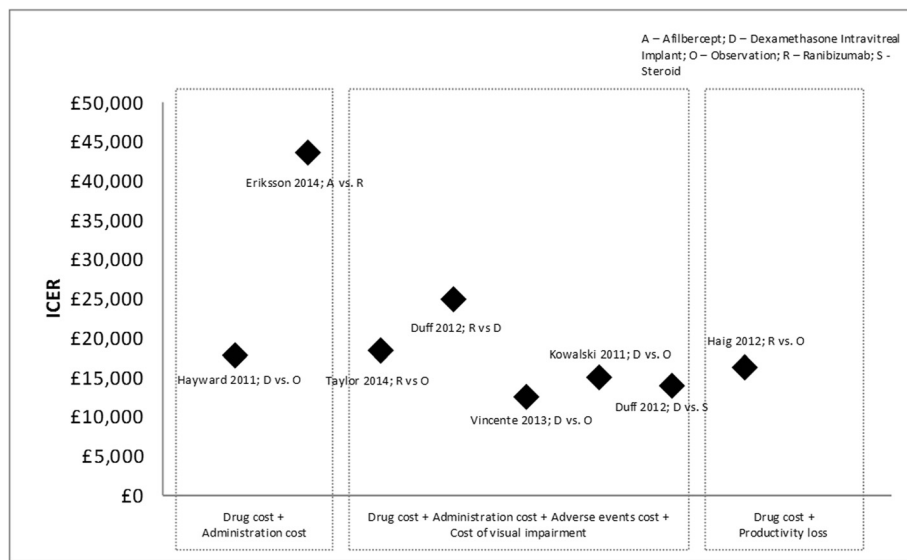 A – Afilbercept; D – Dexamethasone Intravitreal
Implant; O – Observation; R – Ranibizumab; S -
Steroid
ICER
£50,000
£45,000
£40,000
£35,000
£30,000
£25,000
£20,000
£15,000
£10,000
£5,000
£0
Eriksson 2014; A vs. R
Hayward 2011; D vs. O
Duff 2012; R vs D
Taylor 2014; R vs O
Kowalski 2011; D vs. O
Vincente 2013; D vs. O
Duff 2012; D vs. S
Haig 2012; R vs. O
Drug cost +
Administration cost
Drug cost + Administration cost + Adverse events cost +
Cost of visual impairment
Drug cost +
Productivity loss